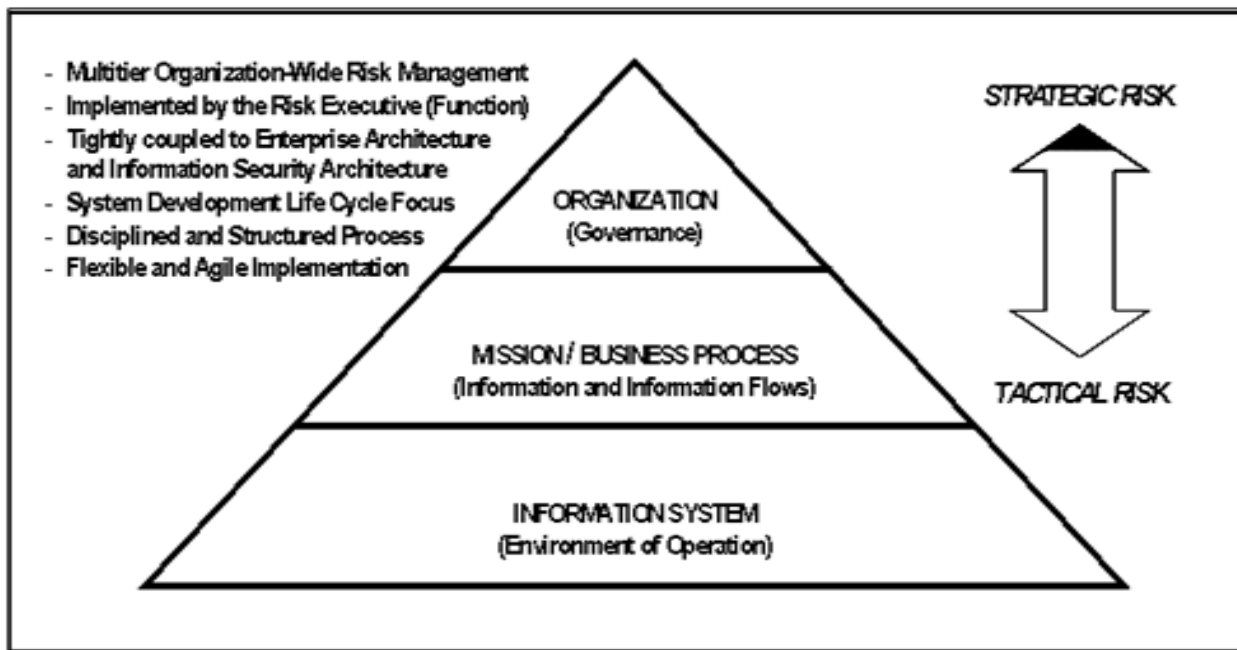 - Multitier Organization-Wide Risk Management
- Implemented by the Risk Executive (Function)
- Tightly coupled to Enterprise Architecture
and Information Security Architecture
- System Development Life Cycle Focus
- Disciplined and Structured Process
- Flexible and Agile Implementation
STRATEGIC RISK
ORGANIZATION
(Governance)
MISSION / BUSINESS PROCESS
(Information and Information Flows)
TACTICAL RISK
INFORMATION SYSTEM
(Environment of Operation)